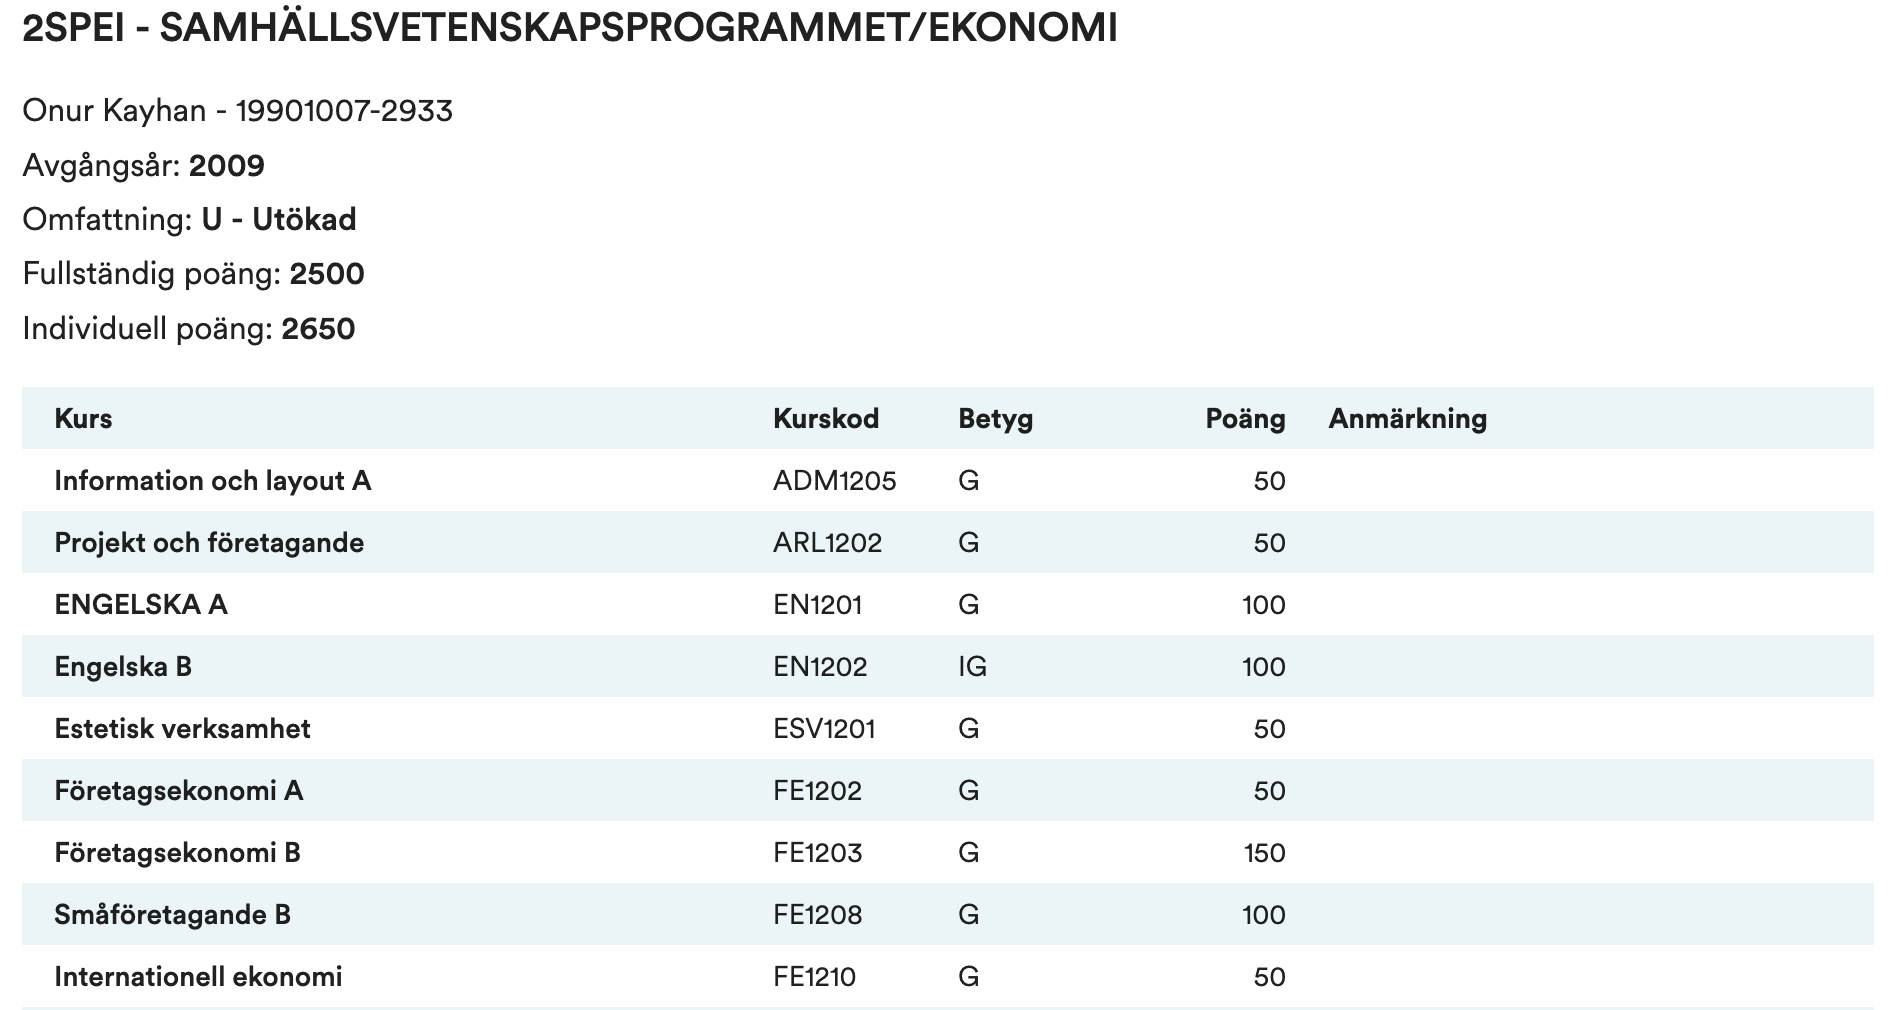 2SPEI - SAMHÄLLSVETENSKAPSPROGRAMMET/EKONOMI
Onur Kayhan - 19901007-2933
Avgångsår: 2009
Omfattning: U - Utökad
Fullständig poäng: 2500
Individuell poäng: 2650
Kurs Kurskod Betyg Poäng Anmärkning
Information och layout A ADM1205 G 50
Projekt och företagande ARL1202 G 50
ENGELSKA A EN1201 G 100
Engelska B EN1202 IG 100
Estetisk verksamhet ESV1201 G 50
Företagsekonomi A FE1202 G 50
Företagsekonomi B FE1203 G 150
Småföretagande B FE1208 G 100
Internationell ekonomi FE1210 G 50